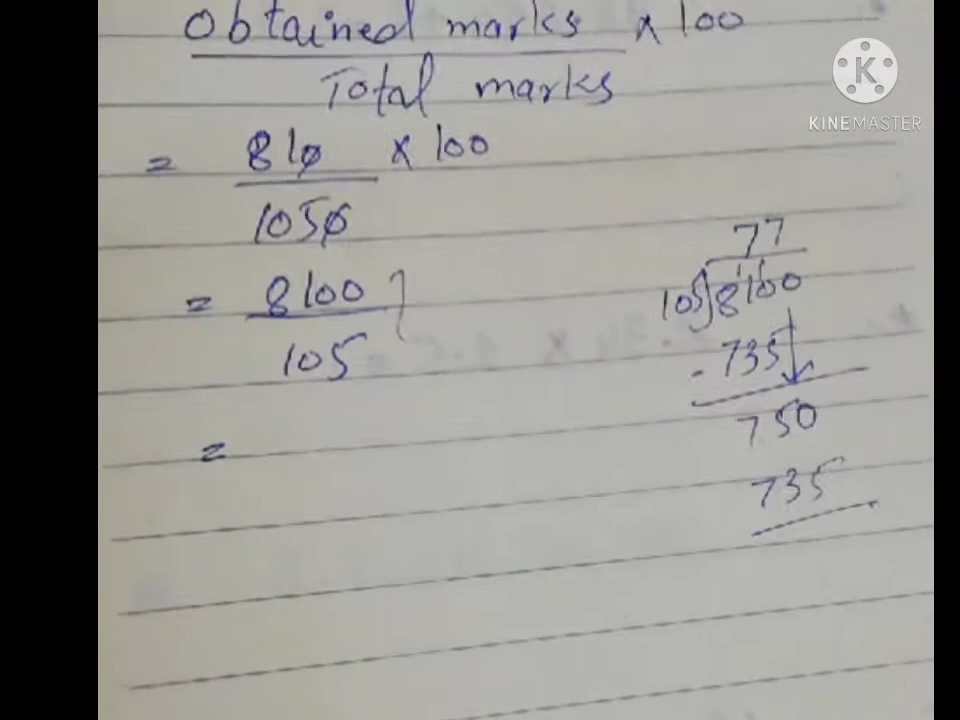 Obtained marks x 100
Total marks
KINEMASTER
= 810 x 100
1050
= 8100
105
=
77
105 8100
- 735
750
735